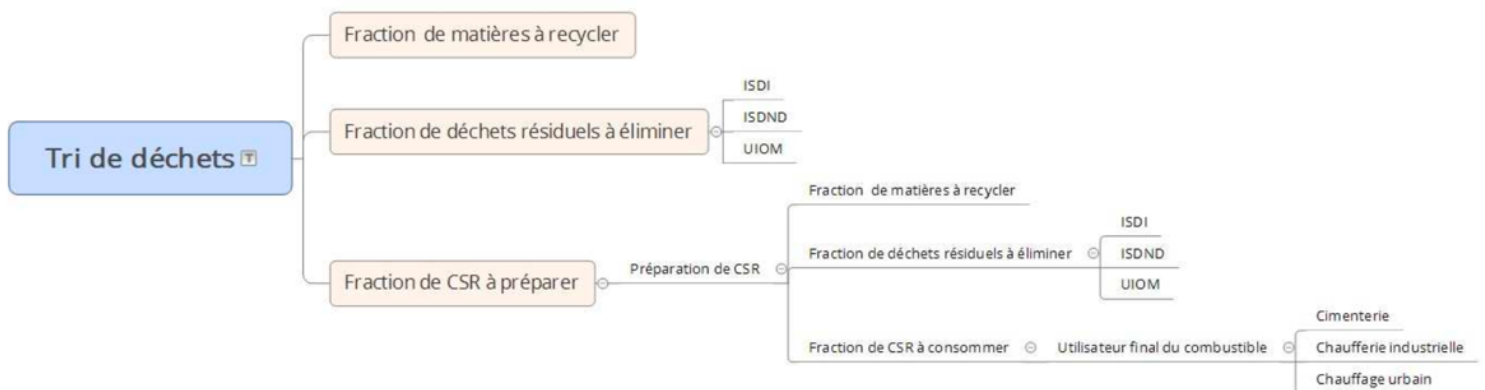 Fraction de matières à recycler
ISDI
ISDND
UIOM
Fraction de déchets résiduels à éliminer
Tri de déchets
Fraction de matières à recycler
ISDI
ISDND
UIOM
Fraction de déchets résiduels à éliminer
Préparation de CSR
Fraction de CSR à préparer
Cimenterie
Fraction de CSR à consommer
Utilisateur final du combustible
Chaufferie industrielle
Chauffage urbain